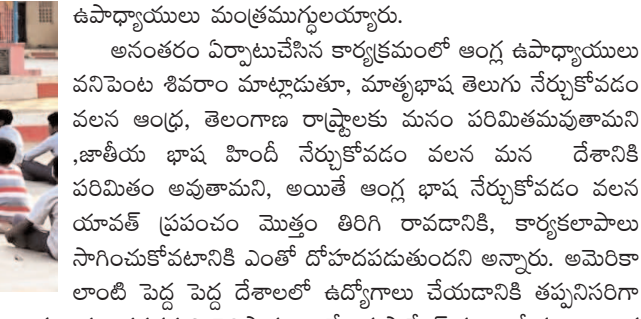 ఉపాధ్యాయులు మంత్రముగ్ధులయ్యారు.
అనంతరం ఏర్పాటుచేసిన కార్యక్రమంలో ఆంగ్ల ఉపాధ్యాయులు
వనిపెంట శివరాం మాట్లాడుతూ, మాతృభాష తెలుగు నేర్చుకోవడం
వలన ఆంధ్ర, తెలంగాణ రాష్ట్రాలకు మనం పరిమితమవుతామని
,జాతీయ భాష హిందీ నేర్చుకోవడం వలన మన దేశానికి
పరిమితం అవుతామని, అయితే ఆంగ్ల భాష నేర్చుకోవడం వలన
యావత్ ప్రపంచం మొత్తం తిరిగి రావడానికి, కార్యకలాపాలు
సాగించుకోవటానికి ఎంతో దోహదపడుతుందని అన్నారు. అమెరికా
లాంటి పెద్ద పెద్ద దేశాలలో ఉద్యోగాలు చేయడానికి తప్పనిసరిగా